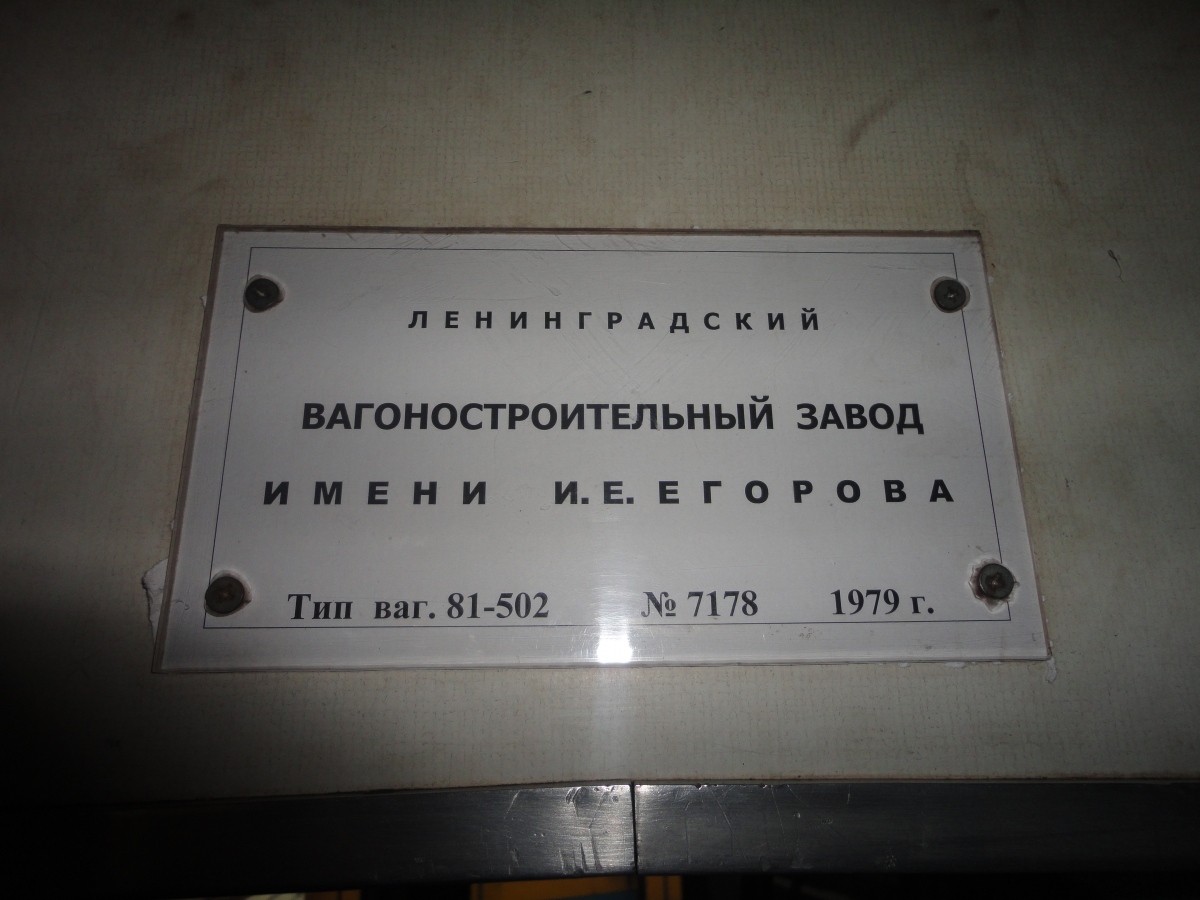 ЛЕНИНГРАДСКИЙ
ВАГОНОСТРОИТЕЛЬНЫЙ ЗАВОД
ИМЕНИ И.Е. ЕГОРОВА
Тип ваг. 81-502 № 7178 1979 г.